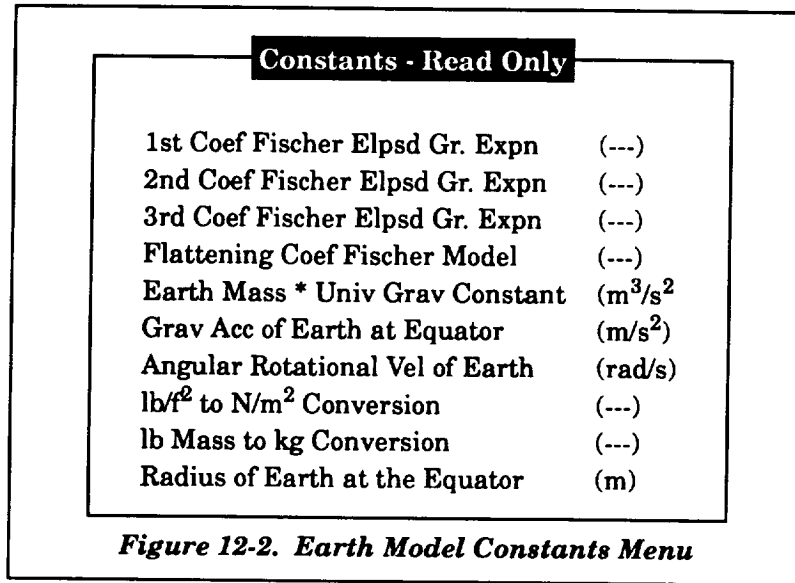 Constants - Read Only
1st Coef Fischer Elpsd Gr. Expn (---)
2nd Coef Fischer Elpsd Gr. Expn (---)
3rd Coef Fischer Elpsd Gr. Expn (---)
Flattening Coef Fischer Model (---)
Earth Mass * Univ Grav Constant (m³/s²
Grav Acc of Earth at Equator (m/s²)
Angular Rotational Vel of Earth (rad/s)
lb/f² to N/m² Conversion (---)
lb Mass to kg Conversion (---)
Radius of Earth at the Equator (m)
Figure 12-2. Earth Model Constants Menu